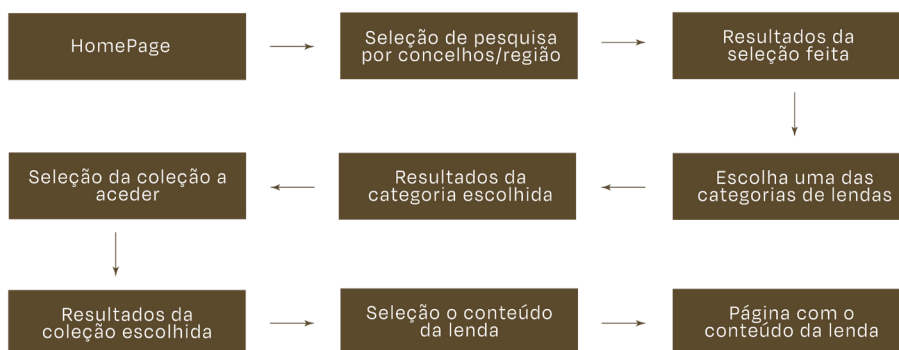 HomePage
Seleção de pesquisa
por concelhos/região
Resultados da
seleção feita
Escolha uma das
categorias de lendas
Resultados da
categoria escolhida
Seleção da coleção a
aceder
Resultados da
coleção escolhida
Seleção o conteúdo
da lenda
Página com o
conteúdo da lenda